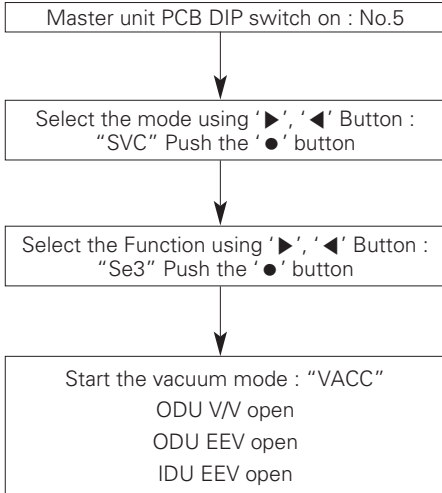 Master unit PCB DIP switch on : No.5
Select the mode using ‘▶’, ‘◀’ Button :
“SVC” Push the ‘●’ button
Select the Function using ‘▶’, ‘◀’ Button :
“Se3” Push the ‘●’ button
Start the vacuum mode : “VACC”
ODU V/V open
ODU EEV open
IDU EEV open